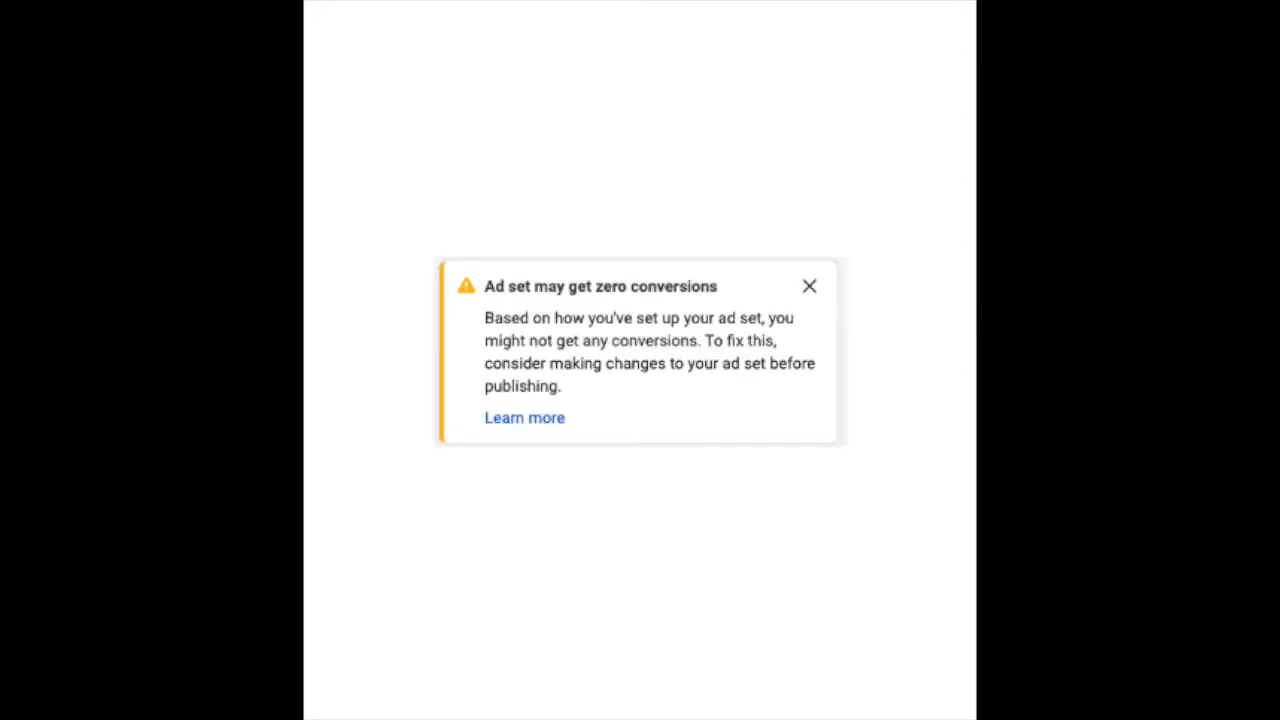 Ad set may get zero conversions
Based on how you've set up your ad set, you
might not get any conversions. To fix this,
consider making changes to your ad set before
publishing.
Learn more